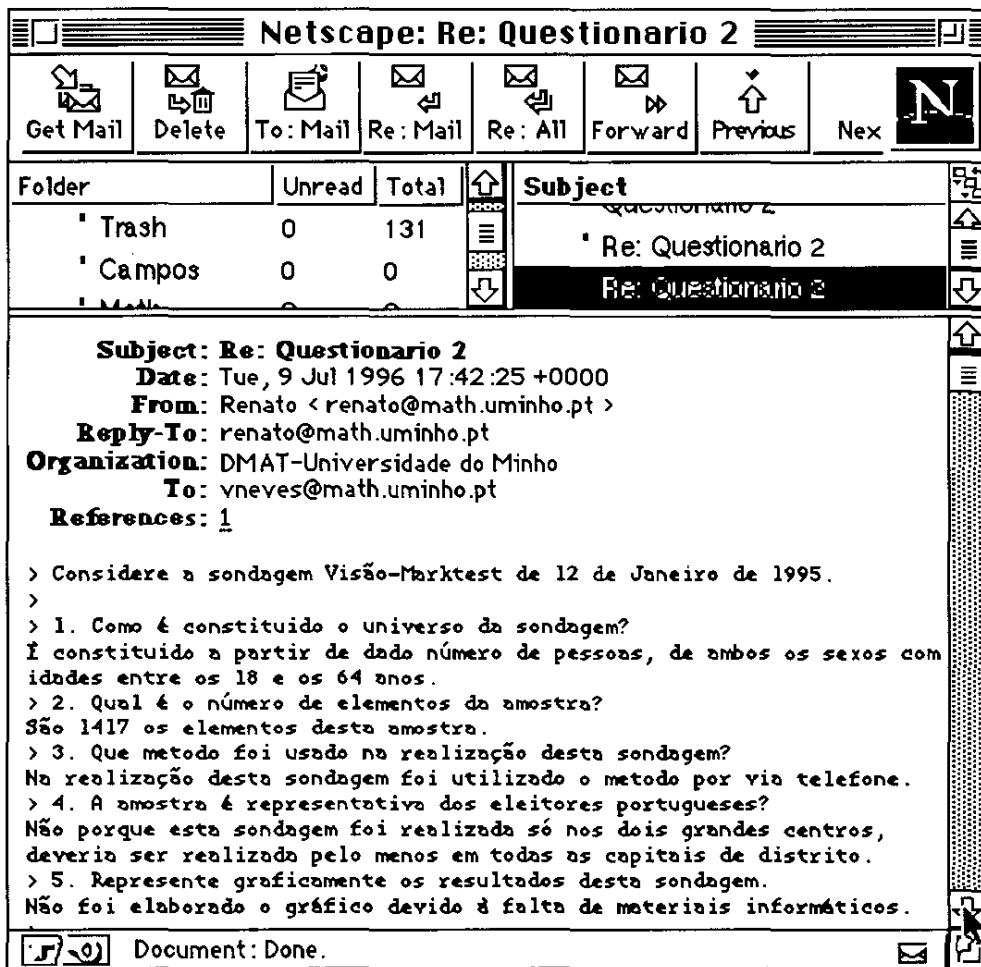 Netscape: Re: Questionario 2
Get Mail Delete To: Mail Re: Mail Re: All Forward Previous Nex N
Folder Unread Total Subject
Trash 0 131
Questionario 2
Campos 0 0
Re: Questionario 2
Re: Questionario 2
Subject: Re: Questionario 2
Date: Tue, 9 Jul 1996 17:42:25 +0000
From: Renato < renato@math.uminho.pt >
Reply-To: renato@math.uminho.pt
Organization: DMAT-Universidade do Minho
To: vneves@math.uminho.pt
References: 1
> Considere a sondagem Visão-Marktest de 12 de Janeiro de 1995.
>
> 1. Como é constituido o universo da sondagem?
É constituido a partir de dado número de pessoas, de ambos os sexos com
idades entre os 18 e os 64 anos.
> 2. Qual é o número de elementos da amostra?
São 1417 os elementos desta amostra.
> 3. Que metodo foi usado na realização desta sondagem?
Na realização desta sondagem foi utilizado o metodo por via telefone.
> 4. A amostra é representativa dos eleitores portugueses?
Não porque esta sondagem foi realizada só nos dois grandes centros,
deveria ser realizada pelo menos em todas as capitais de distrito.
> 5. Represente graficamente os resultados desta sondagem.
Não foi elaborado o gráfico devido à falta de materiais informáticos.
Document: Done.